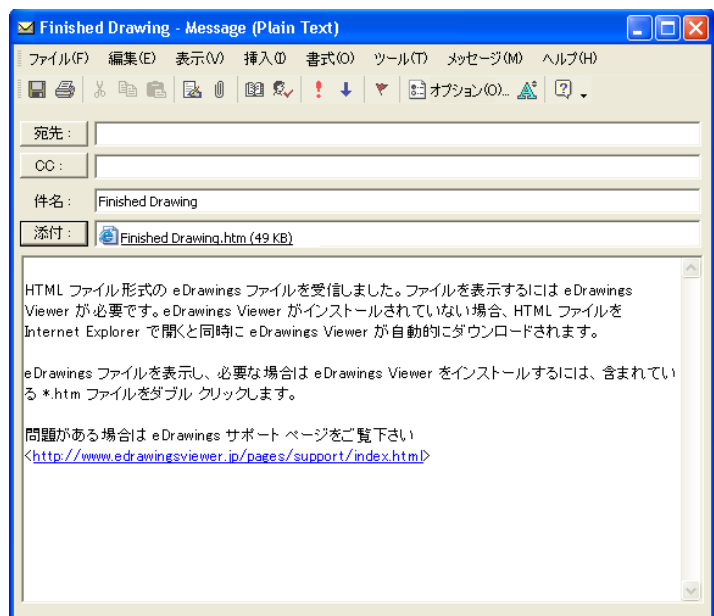 Finished Drawing - Message (Plain Text)
ファイル(F) 編集(E) 表示(V) 挿入(I) 書式(O) ツール(T) メッセージ(M) ヘルプ(H)
オプション(O)...
宛先 :
CC :
件名 : Finished Drawing
添付 : Finished Drawing.htm (49 KB)
HTML ファイル形式の eDrawings ファイルを受信しました。ファイルを表示するには eDrawings
Viewer が必要です。eDrawings Viewer がインストールされていない場合、HTML ファイルを
Internet Explorer で開くと同時に eDrawings Viewer が自動的にダウンロードされます。
eDrawings ファイルを表示し、必要な場合は eDrawings Viewer をインストールするには、含まれてい
る *.htm ファイルをダブル クリックします。
問題がある場合は eDrawings サポート ページをご覧下さい
<http://www.edrawingsviewer.jp/pages/support/index.html>